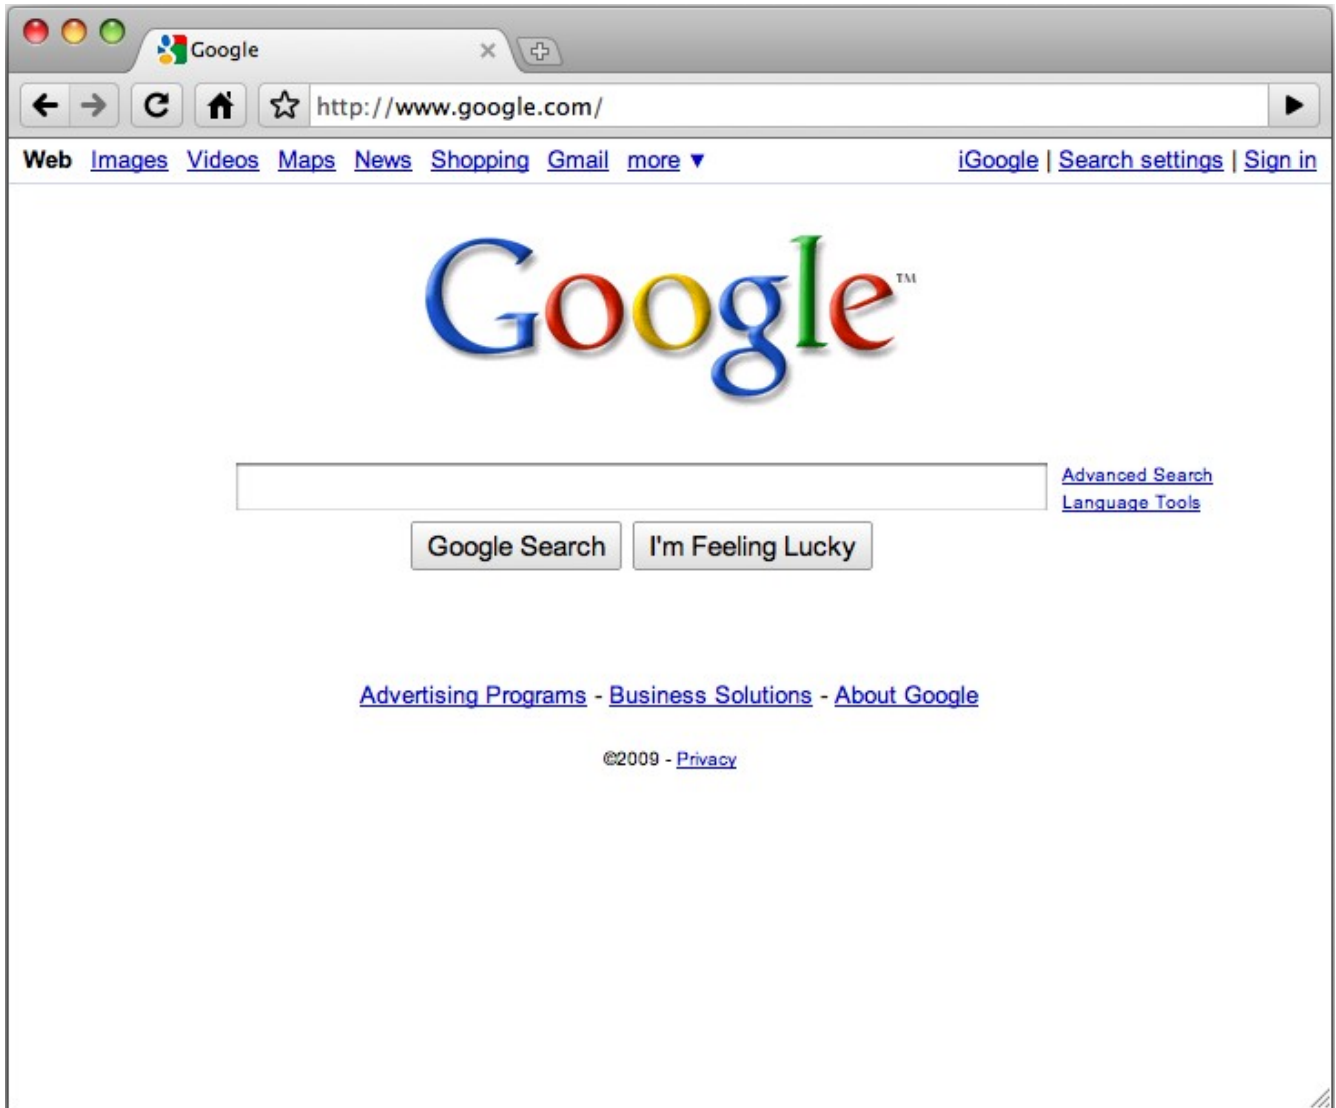 Google
http://www.google.com/
Web Images Videos Maps News Shopping Gmail more ▼ iGoogle | Search settings | Sign in
Google™
Advanced Search
Language Tools
Google Search I'm Feeling Lucky
Advertising Programs - Business Solutions - About Google
©2009 - Privacy